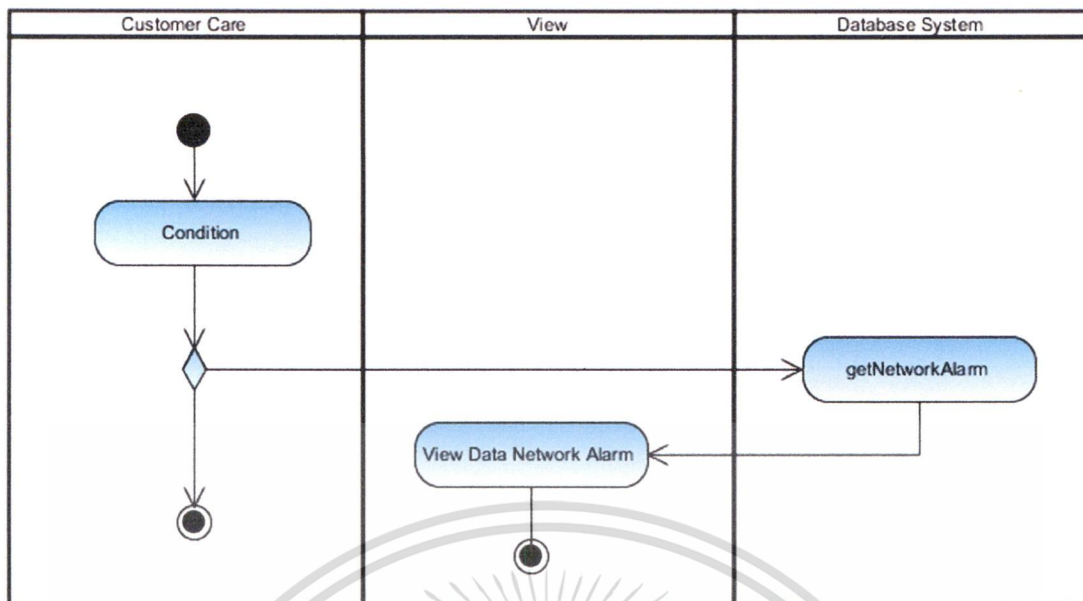 Customer Care
View
Database System
Condition
getNetworkAlarm
View Data Network Alarm